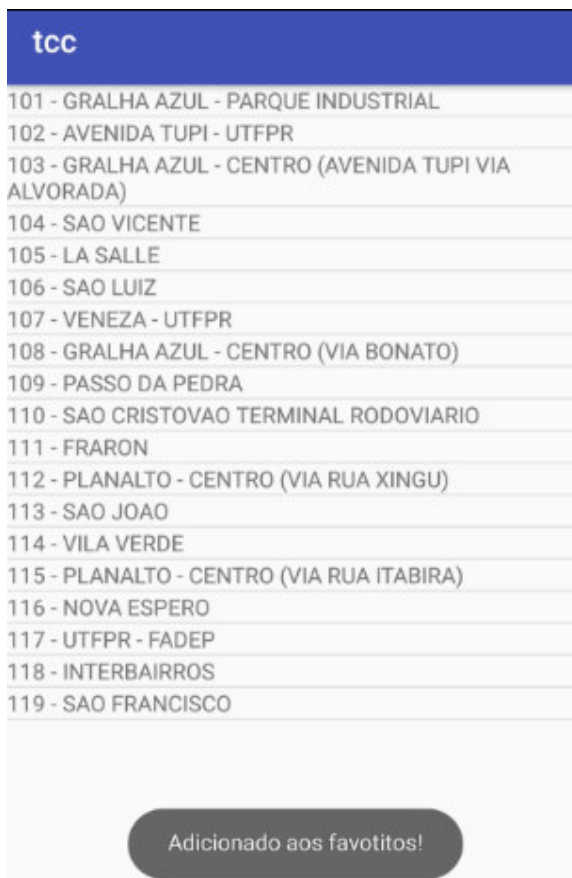 tcc
101 - GRALHA AZUL - PARQUE INDUSTRIAL
102 - AVENIDA TUPI - UTFPR
103 - GRALHA AZUL - CENTRO (AVENIDA TUPI VIA
ALVORADA)
104 - SAO VICENTE
105 - LA SALLE
106 - SAO LUIZ
107 - VENEZA - UTFPR
108 - GRALHA AZUL - CENTRO (VIA BONATO)
109 - PASSO DA PEDRA
110 - SAO CRISTOVAO TERMINAL RODOVIARIO
111 - FRARON
112 - PLANALTO - CENTRO (VIA RUA XINGU)
113 - SAO JOAO
114 - VILA VERDE
115 - PLANALTO - CENTRO (VIA RUA ITABIRA)
116 - NOVA ESPERO
117 - UTFPR - FADEP
118 - INTERBAIRROS
119 - SAO FRANCISCO
Adicionado aos favotitos!